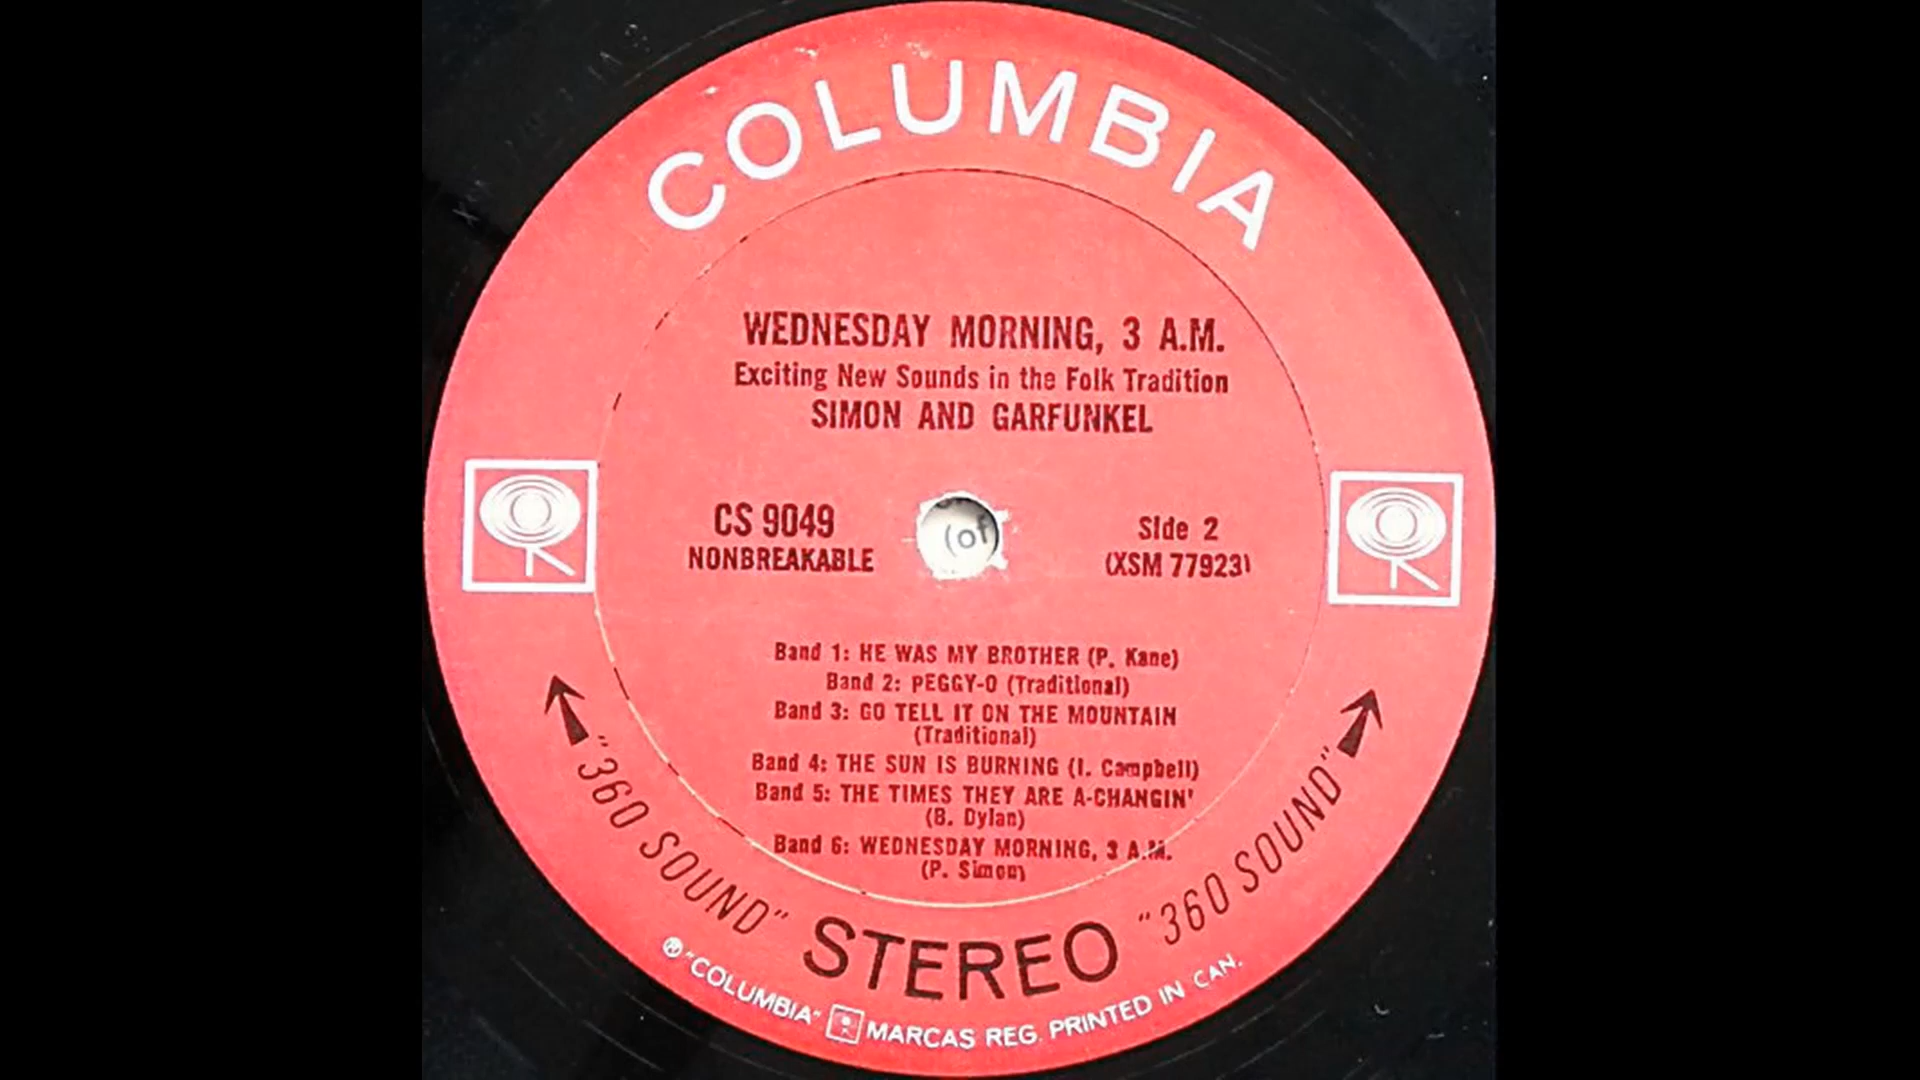 COLUMBIA
WEDNESDAY MORNING, 3 A.M.
Exciting New Sounds in the Folk Tradition
SIMON AND GARFUNKEL
CS 9049
NONBREAKABLE
(of
Side 2
(XSM 77923)
Band 1: HE WAS MY BROTHER (P. Kane)
Band 2: PEGGY-O (Traditional)
Band 3: GO TELL IT ON THE MOUNTAIN
(Traditional)
Band 4: THE SUN IS BURNING (I. Campbell)
Band 5: THE TIMES THEY ARE A-CHANGIN'
(B. Dylan)
Band 6: WEDNESDAY MORNING, 3 A.M.
(P. Simon)
"360 SOUND" STEREO "360 SOUND"
"COLUMBIA" MARCAS REG. PRINTED IN CAN.